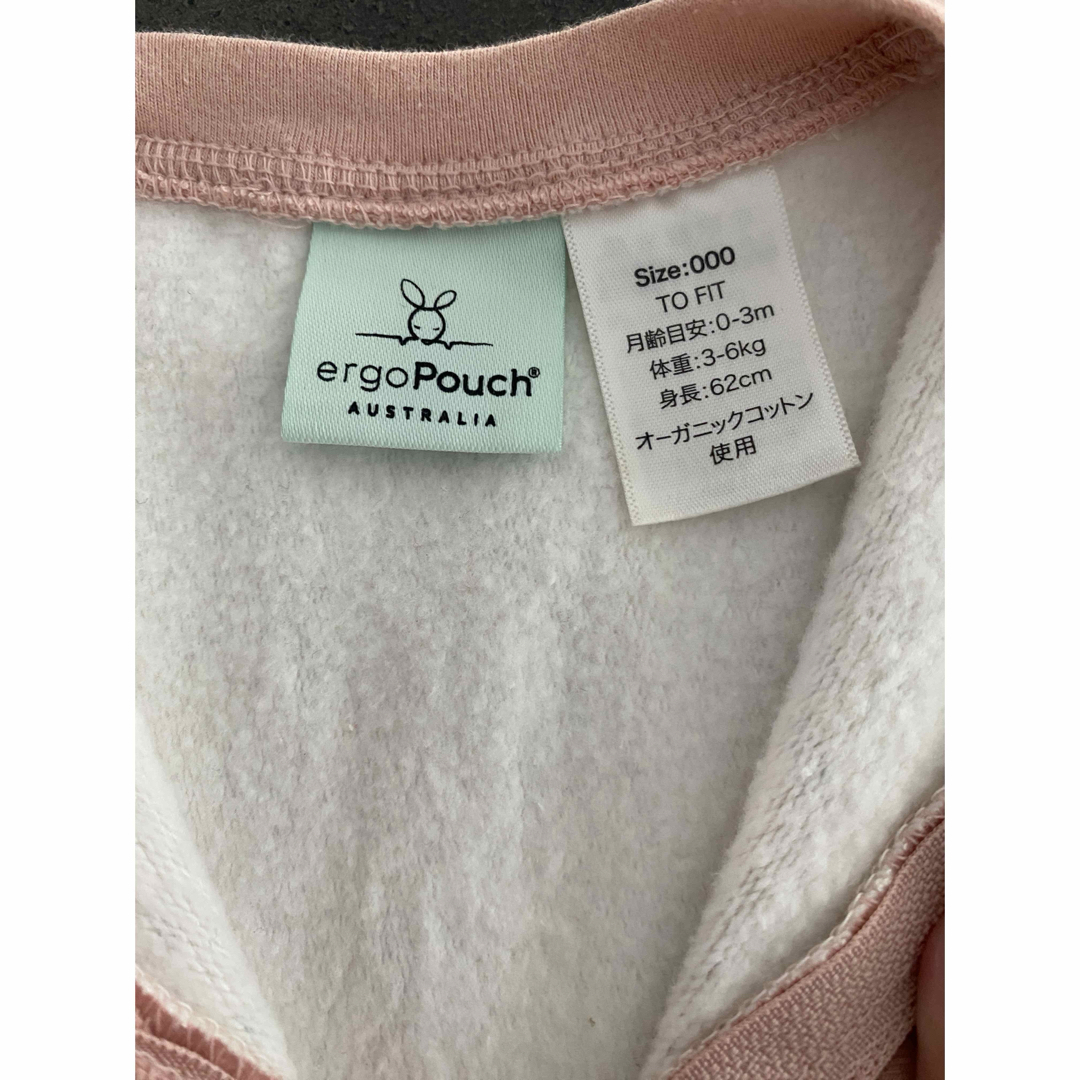 ergoPouch®
AUSTRALIA
Size:000
TO FIT
月齢目安:0-3m
体重:3-6kg
身長:62cm
オーガニックコットン
使用